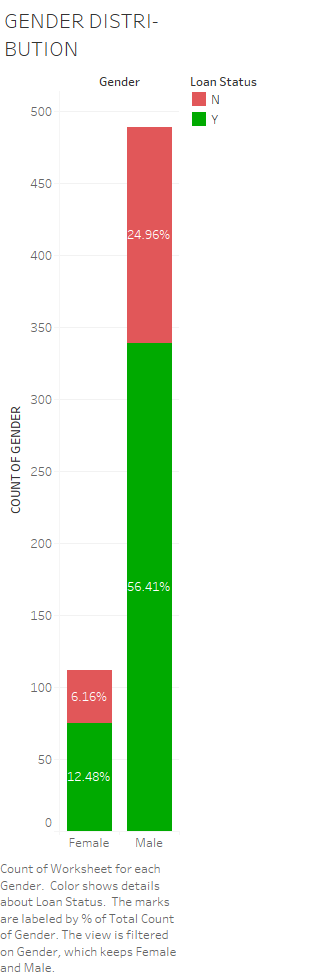 GENDER DISTRI-
BUTION
Gender
Loan Status
N
Y
500
450
400
350
300
250
200
150
100
50
0
COUNT OF GENDER
24.96%
56.41%
6.16%
12.48%
Female
Male
Count of Worksheet for each
Gender. Color shows details
about Loan Status. The marks
are labeled by % of Total Count
of Gender. The view is filtered
on Gender, which keeps Female
and Male.